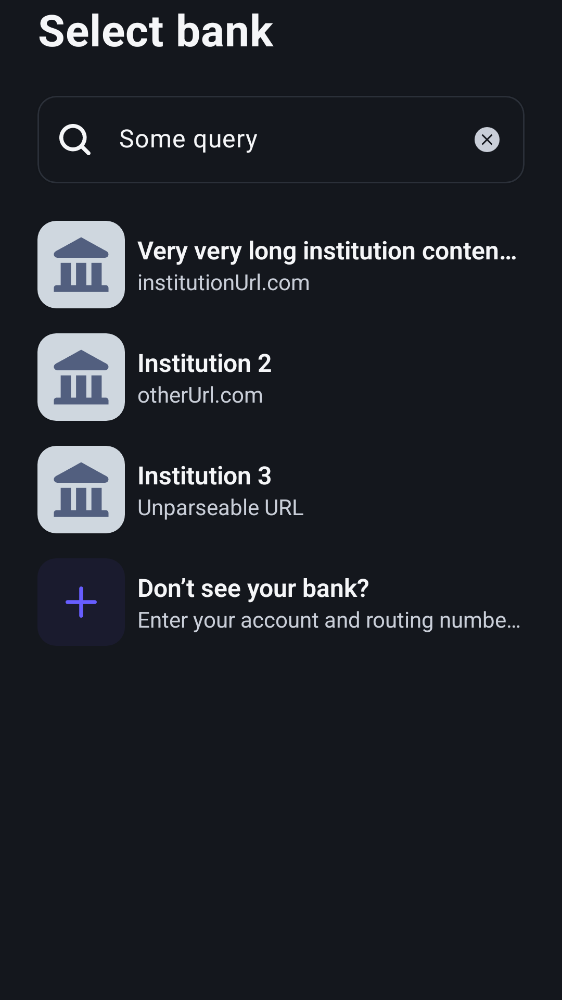 Select bank
Some query
Very very long institution conten…
institutionUrl.com
Institution 2
otherUrl.com
Institution 3
Unparseable URL
Don’t see your bank?
Enter your account and routing numbe…